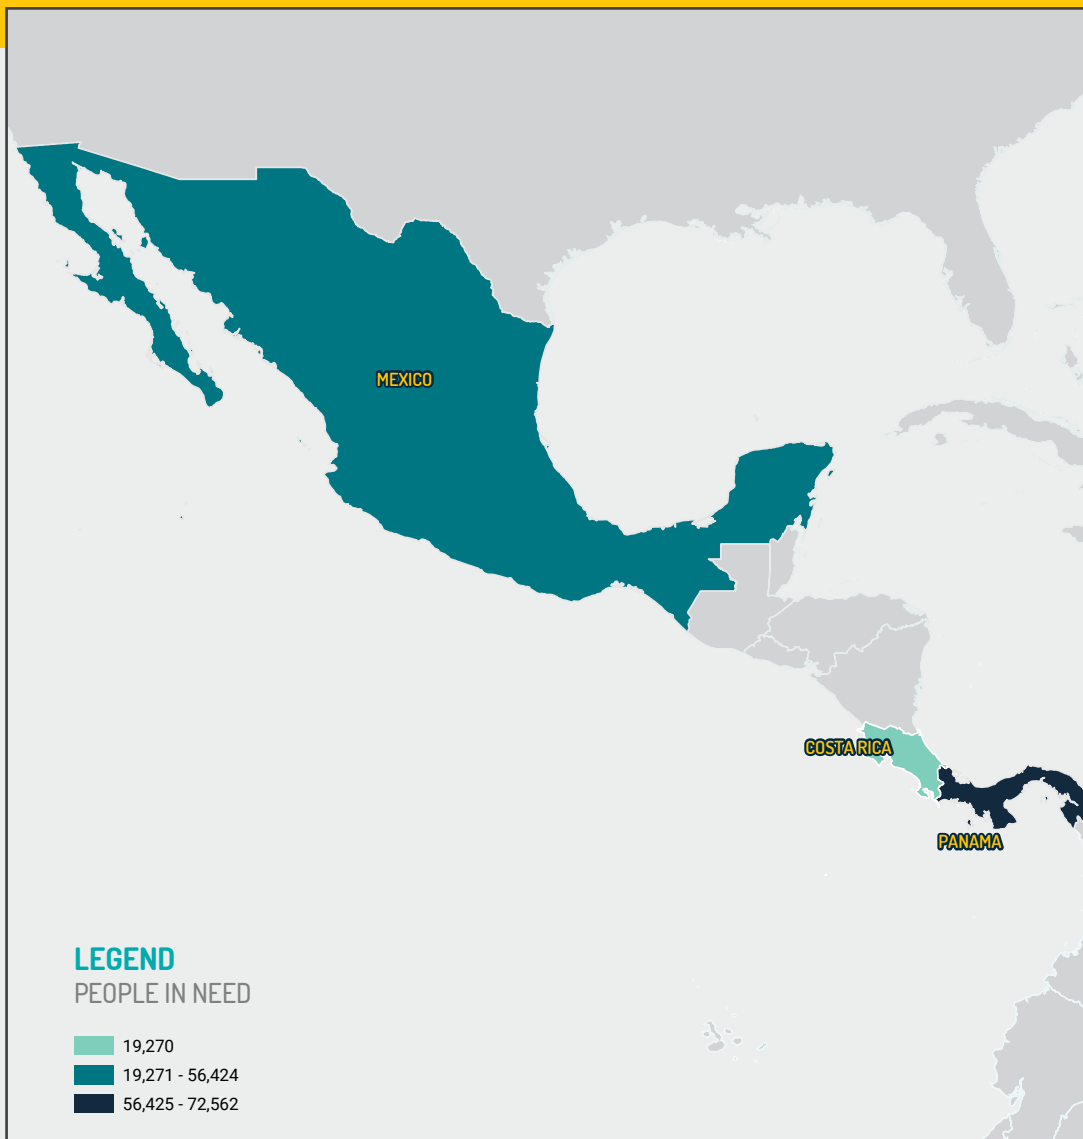 MEXICO
COSTA RICA
PANAMA
LEGEND
PEOPLE IN NEED
19,270
19,271 - 56,424
56,425 - 72,562